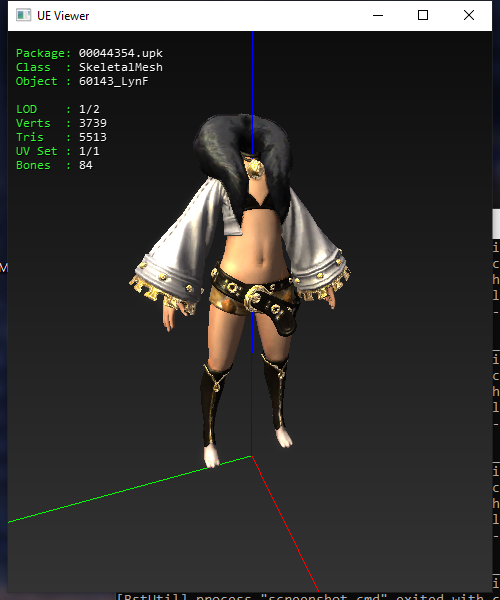 UE Viewer
Package: 00044354.upk
Class : SkeletalMesh
Object : 60143_LynF
LOD : 1/2
Verts : 3739
Tris : 5513
UV Set : 1/1
Bones : 84
M
i
c
h
l
-
i
c
h
l
-
i
c
h
l
-
i
[BstUtil] process "screenshot.cmd" exited with c